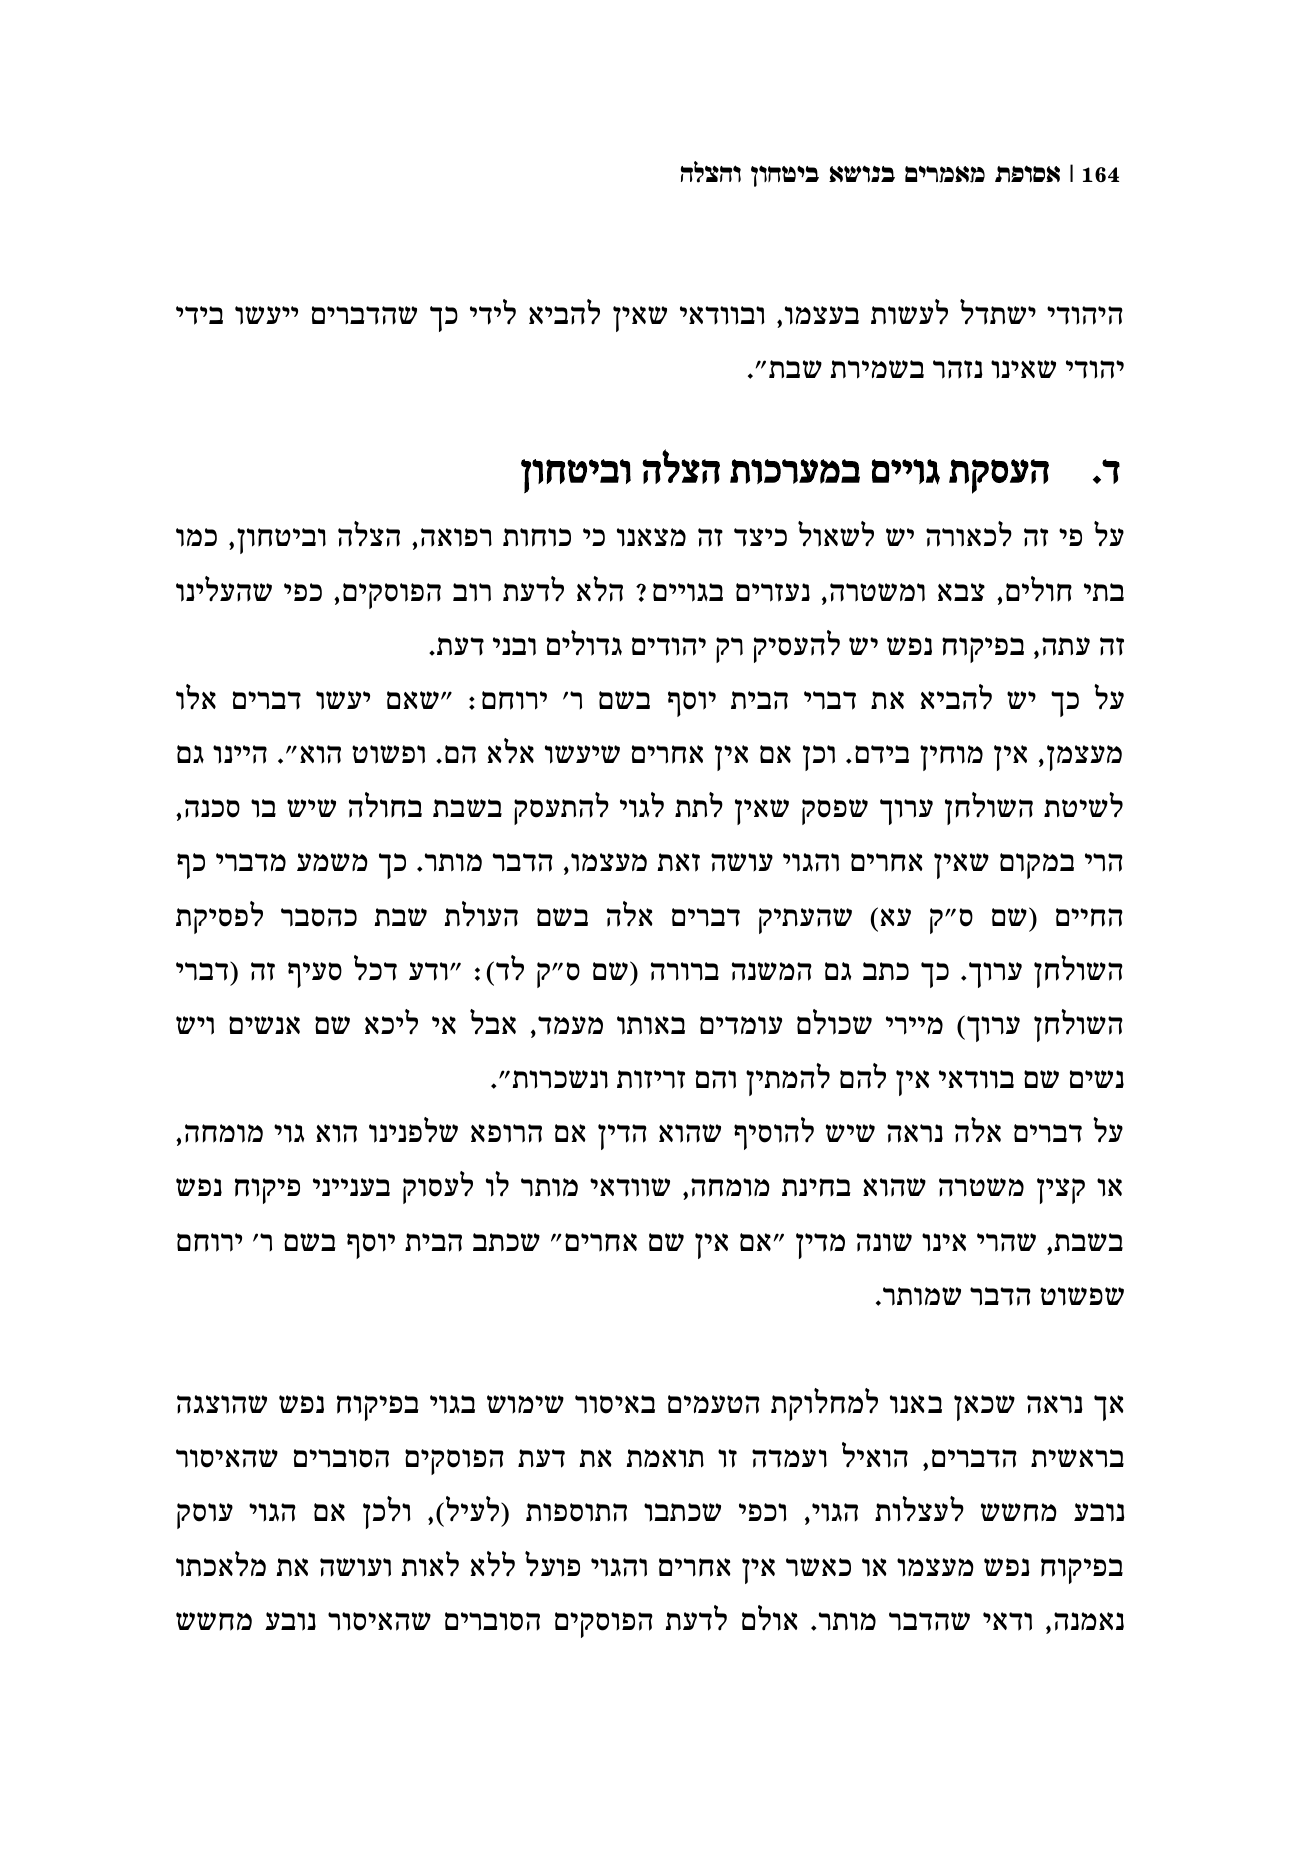 164 | אסופת מאמרים בנושא ביטחון והצלה
היהודי ישתדל לעשות בעצמו, ובוודאי שאין להביא לידי כך שהדברים ייעשו בידי
יהודי שאינו נזהר בשמירת שבת״.
ד. העסקת גויים במערכות הצלה וביטחון
על פי זה לכאורה יש לשאול כיצד זה מצאנו כי כוחות רפואה, הצלה וביטחון, כמו
בתי חולים, צבא ומשטרה, נעזרים בגויים? הלא לדעת רוב הפוסקים, כפי שהעלינו
זה עתה, בפיקוח נפש יש להעסיק רק יהודים גדולים ובני דעת.
על כך יש להביא את דברי הבית יוסף בשם ר׳ ירוחם: ״שאם יעשו דברים אלו
מעצמן, אין מוחין בידם. וכן אם אין אחרים שיעשו אלא הם. ופשוט הוא״. היינו גם
לשיטת השולחן ערוך שפסק שאין לתת לגוי להתעסק בשבת בחולה שיש בו סכנה,
הרי במקום שאין אחרים והגוי עושה זאת מעצמו, הדבר מותר. כך משמע מדברי כף
החיים (שם ס״ק עא) שהעתיק דברים אלה בשם העולת שבת כהסבר לפסיקת
השולחן ערוך. כך כתב גם המשנה ברורה (שם ס״ק לד): ״ודע דכל סעיף זה (דברי
השולחן ערוך) מיירי שכולם עומדים באותו מעמד, אבל אי ליכא שם אנשים ויש
נשים שם בוודאי אין להם להמתין והם זריזות ונשכרות״.
על דברים אלה נראה שיש להוסיף שהוא הדין אם הרופא שלפנינו הוא גוי מומחה,
או קצין משטרה שהוא בחינת מומחה, שוודאי מותר לו לעסוק בענייני פיקוח נפש
בשבת, שהרי אינו שונה מדין ״אם אין שם אחרים״ שכתב הבית יוסף בשם ר׳ ירוחם
שפשוט הדבר שמותר.
אך נראה שכאן באנו למחלוקת הטעמים באיסור שימוש בגוי בפיקוח נפש שהוצגה
בראשית הדברים, הואיל ועמדה זו תואמת את דעת הפוסקים הסוברים שהאיסור
נובע מחשש לעצלות הגוי, וכפי שכתבו התוספות (לעיל), ולכן אם הגוי עוסק
בפיקוח נפש מעצמו או כאשר אין אחרים והגוי פועל ללא לאות ועושה את מלאכתו
נאמנה, ודאי שהדבר מותר. אולם לדעת הפוסקים הסוברים שהאיסור נובע מחשש